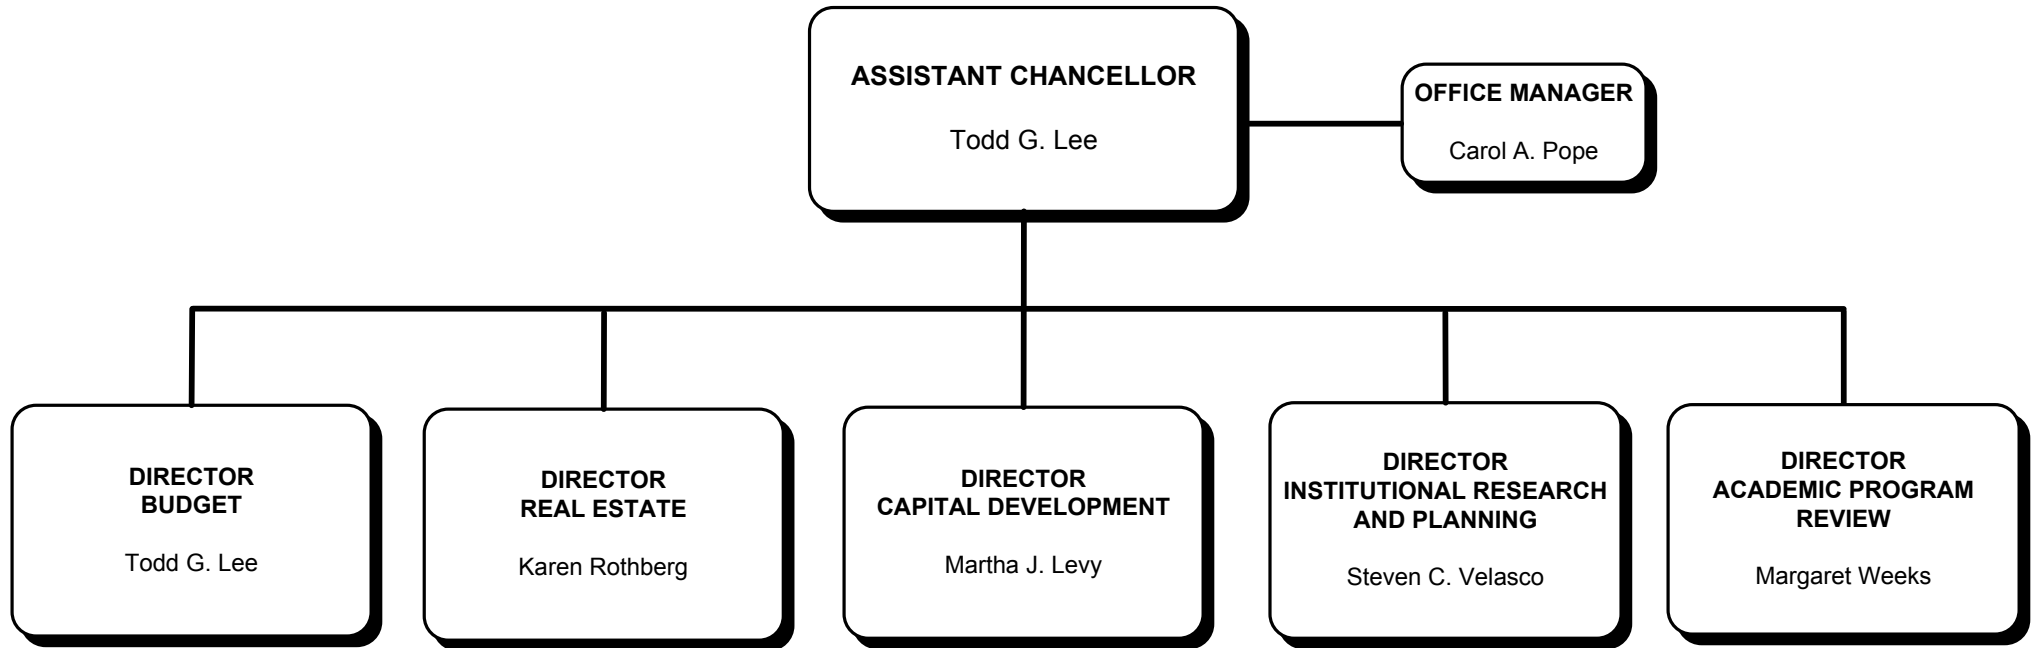 ASSISTANT CHANCELLOR
Todd G. Lee
OFFICE MANAGER
Carol A. Pope
DIRECTOR
BUDGET
Todd G. Lee
DIRECTOR
REAL ESTATE
Karen Rothberg
DIRECTOR
CAPITAL DEVELOPMENT
Martha J. Levy
DIRECTOR
INSTITUTIONAL RESEARCH
AND PLANNING
Steven C. Velasco
DIRECTOR
ACADEMIC PROGRAM
REVIEW
Margaret Weeks